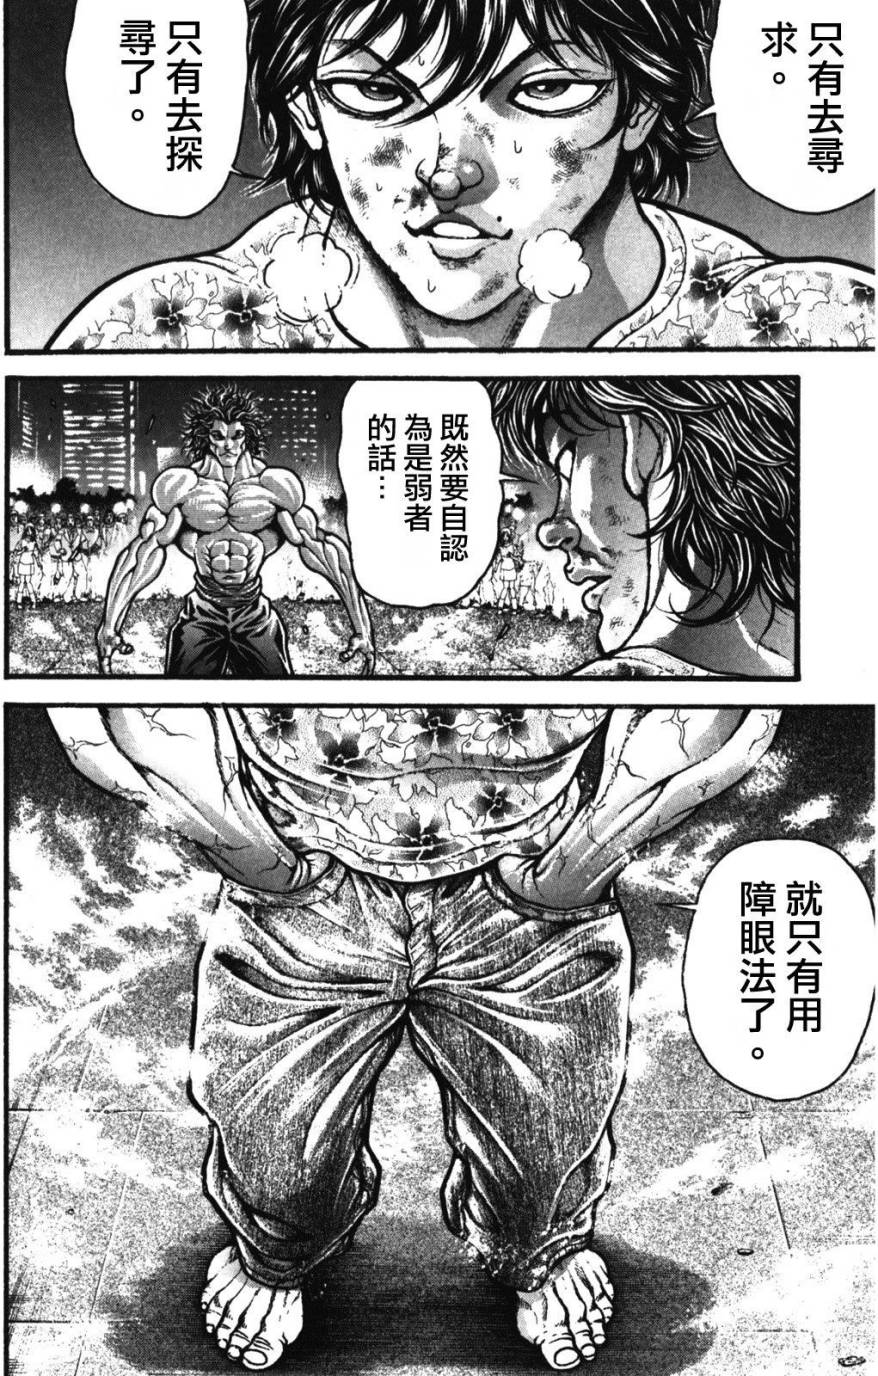 只有去尋
求。
只有去探
尋了。
既然要自認
為是弱者
的話…
就只有用
障眼法了。